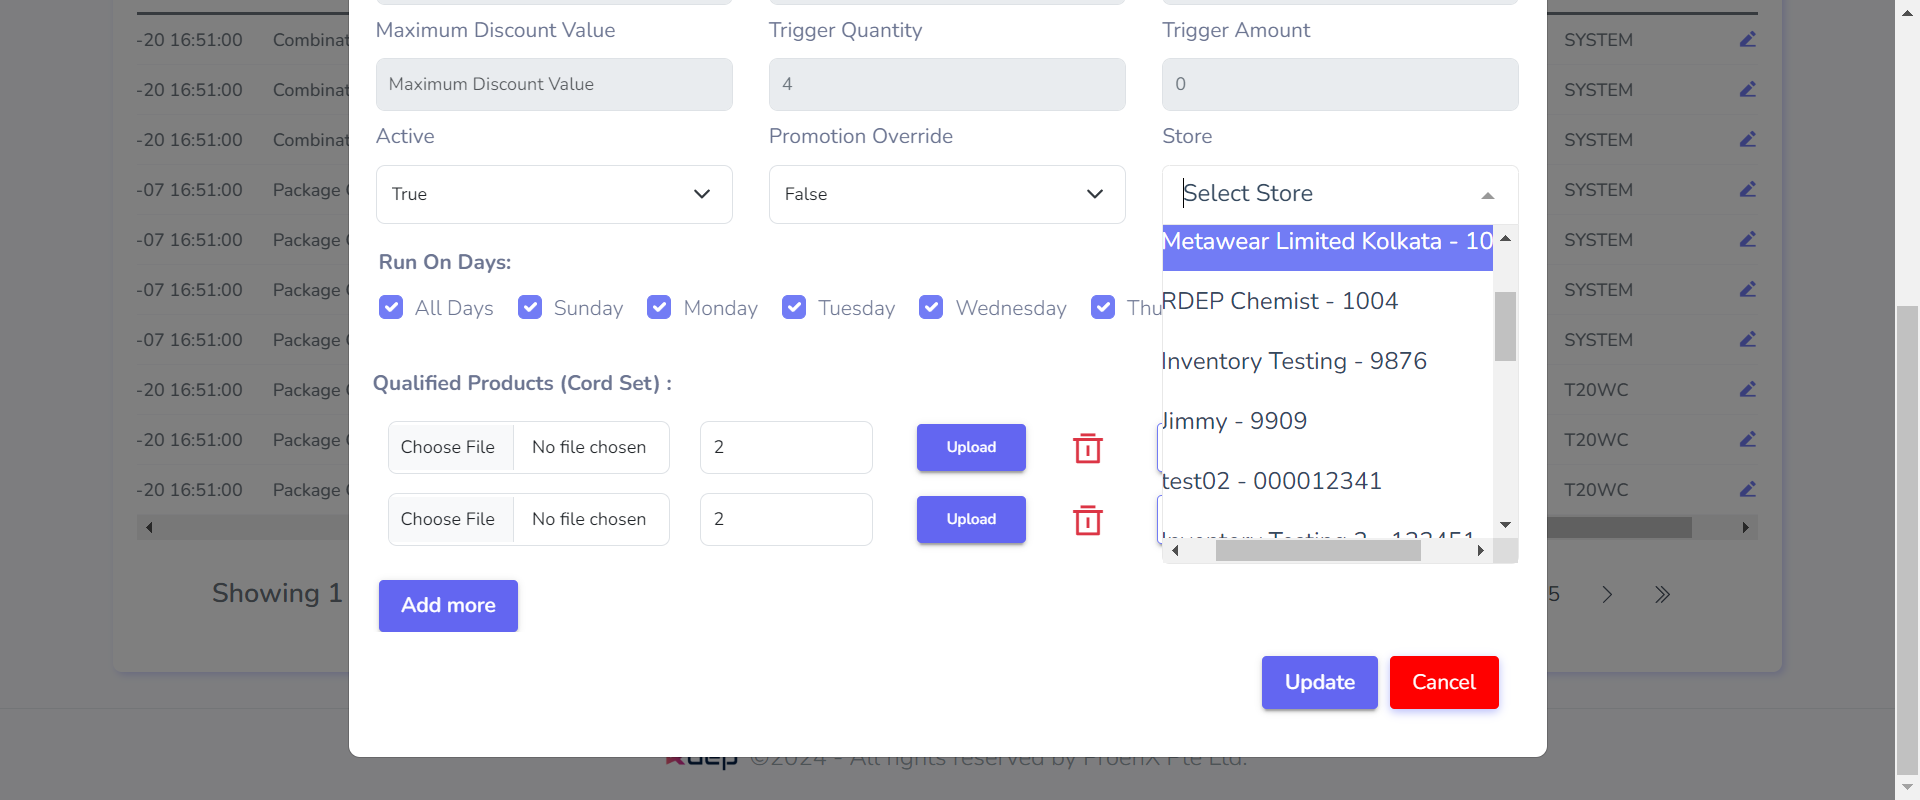 Maximum Discount Value Trigger Quantity Trigger Amount
-20 16:51:00 Combinat SYSTEM
Maximum Discount Value 4 0
-20 16:51:00 Combinat SYSTEM
Active Promotion Override Store
-20 16:51:00 Combinat SYSTEM
-07 16:51:00 Package SYSTEM
True False Select Store
-07 16:51:00 Package SYSTEM
Metawear Limited Kolkata - 10
Run On Days:
-07 16:51:00 Package SYSTEM
All Days Sunday Monday Tuesday Wednesday Thu
RDEP Chemist - 1004
-07 16:51:00 Package SYSTEM
Inventory Testing - 9876
Qualified Products (Cord Set) :
-20 16:51:00 Package T20WC
Jimmy - 9909
-20 16:51:00 Package T20WC
Choose File No file chosen 2 Upload
test02 - 000012341
-20 16:51:00 Package T20WC
Choose File No file chosen 2 Upload
Inventory Testing 2 - 123451
Showing 1 5
Add more
Update Cancel
Rdep ©2024 - All rights reserved by ProenX Pte Ltd.